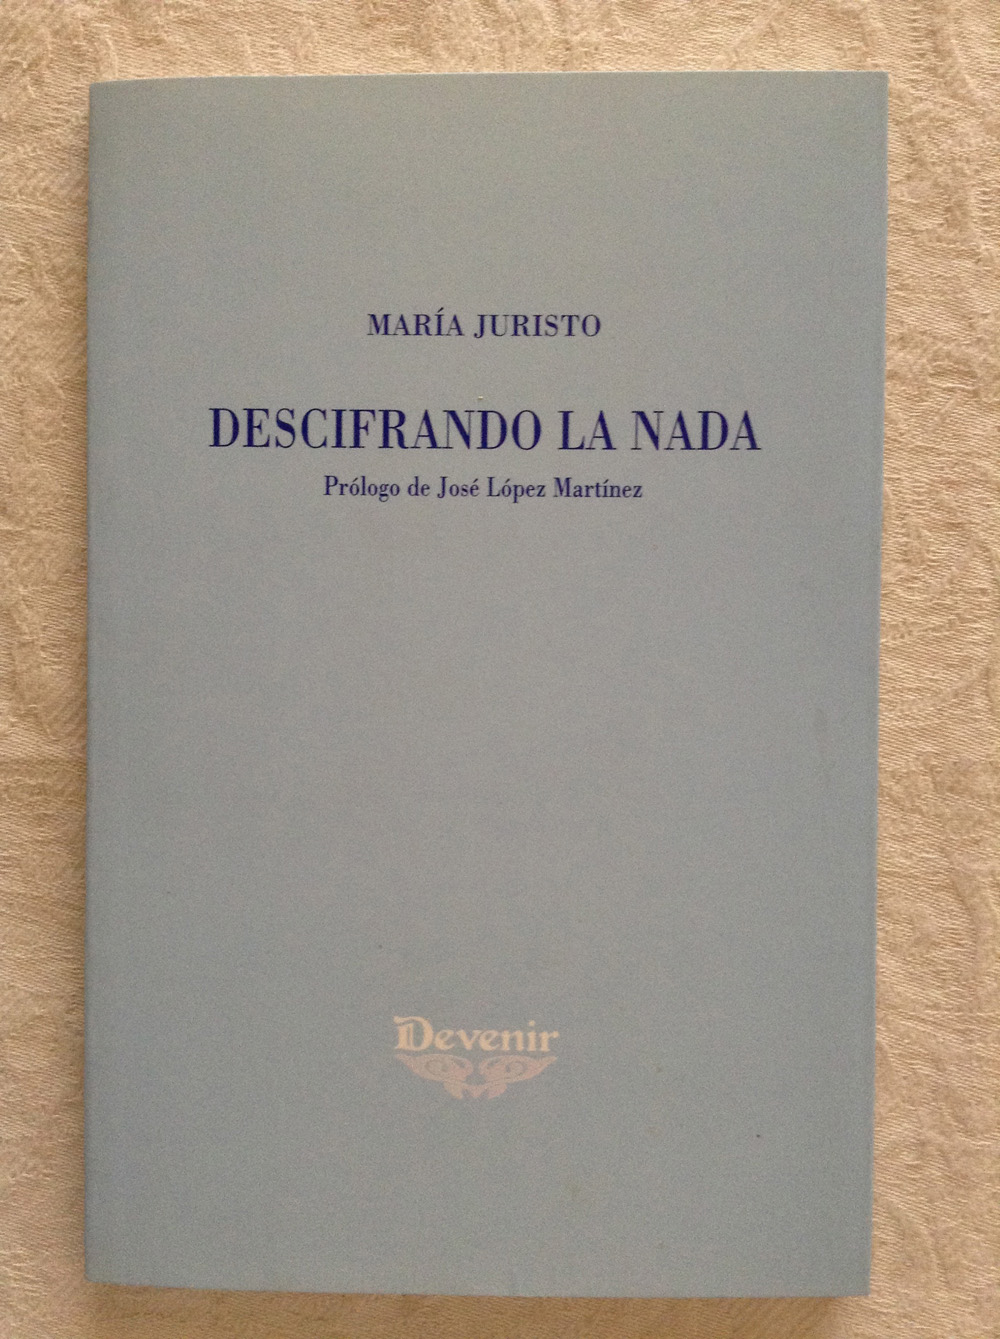 MARÍA JURISTO
DESCIFRANDO LA NADA
Prólogo de José López Martínez
Devenir